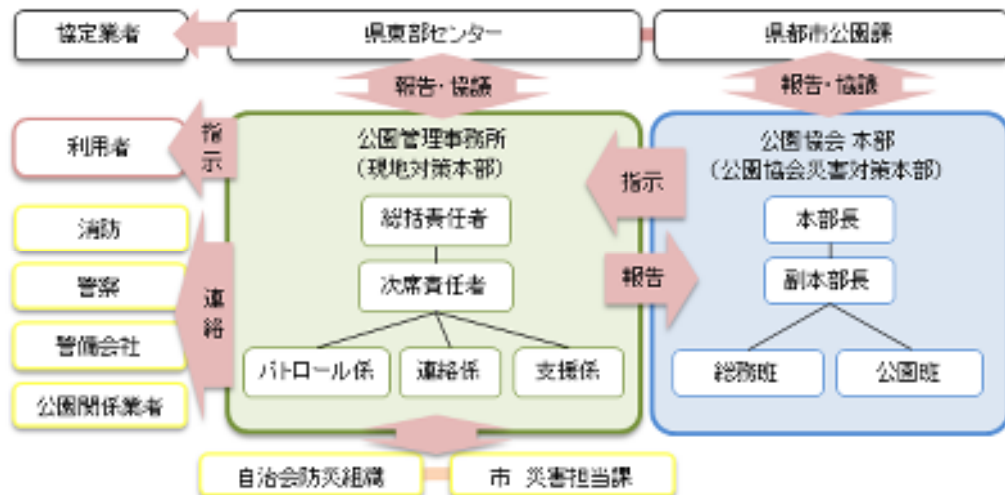 協定業者
県東部センター
県都市公園課
報告・協議
報告・協議
利用者
指示
公園管理事務所
（現地対策本部）
指示
公園協会 本部
（公園協会災害対策本部）
総括責任者
本部長
消防
警察
警備会社
公園関係業者
連絡
次席責任者
報告
副本部長
パトロール係
連絡係
支援係
総務班
公園班
自治会防災組織
市 災害担当課